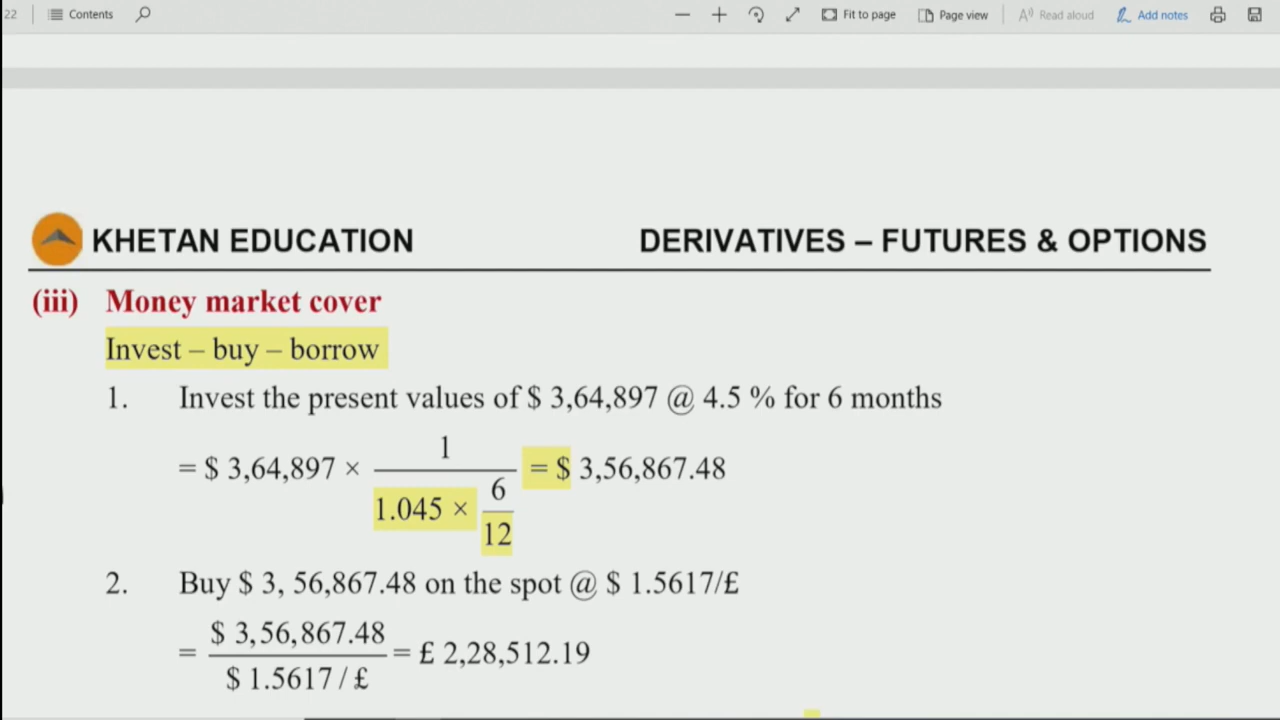 22 Contents Fit to page Page view Read aloud Add notes
KHETAN EDUCATION DERIVATIVES – FUTURES & OPTIONS
(iii) Money market cover
Invest – buy – borrow
1. Invest the present values of $ 3,64,897 @ 4.5 % for 6 months
= $ 3,64,897 × 1 / 1.045 × 6/12 = $ 3,56,867.48
2. Buy $ 3, 56,867.48 on the spot @ $ 1.5617/£
= $ 3,56,867.48 / $ 1.5617 / £ = £ 2,28,512.19